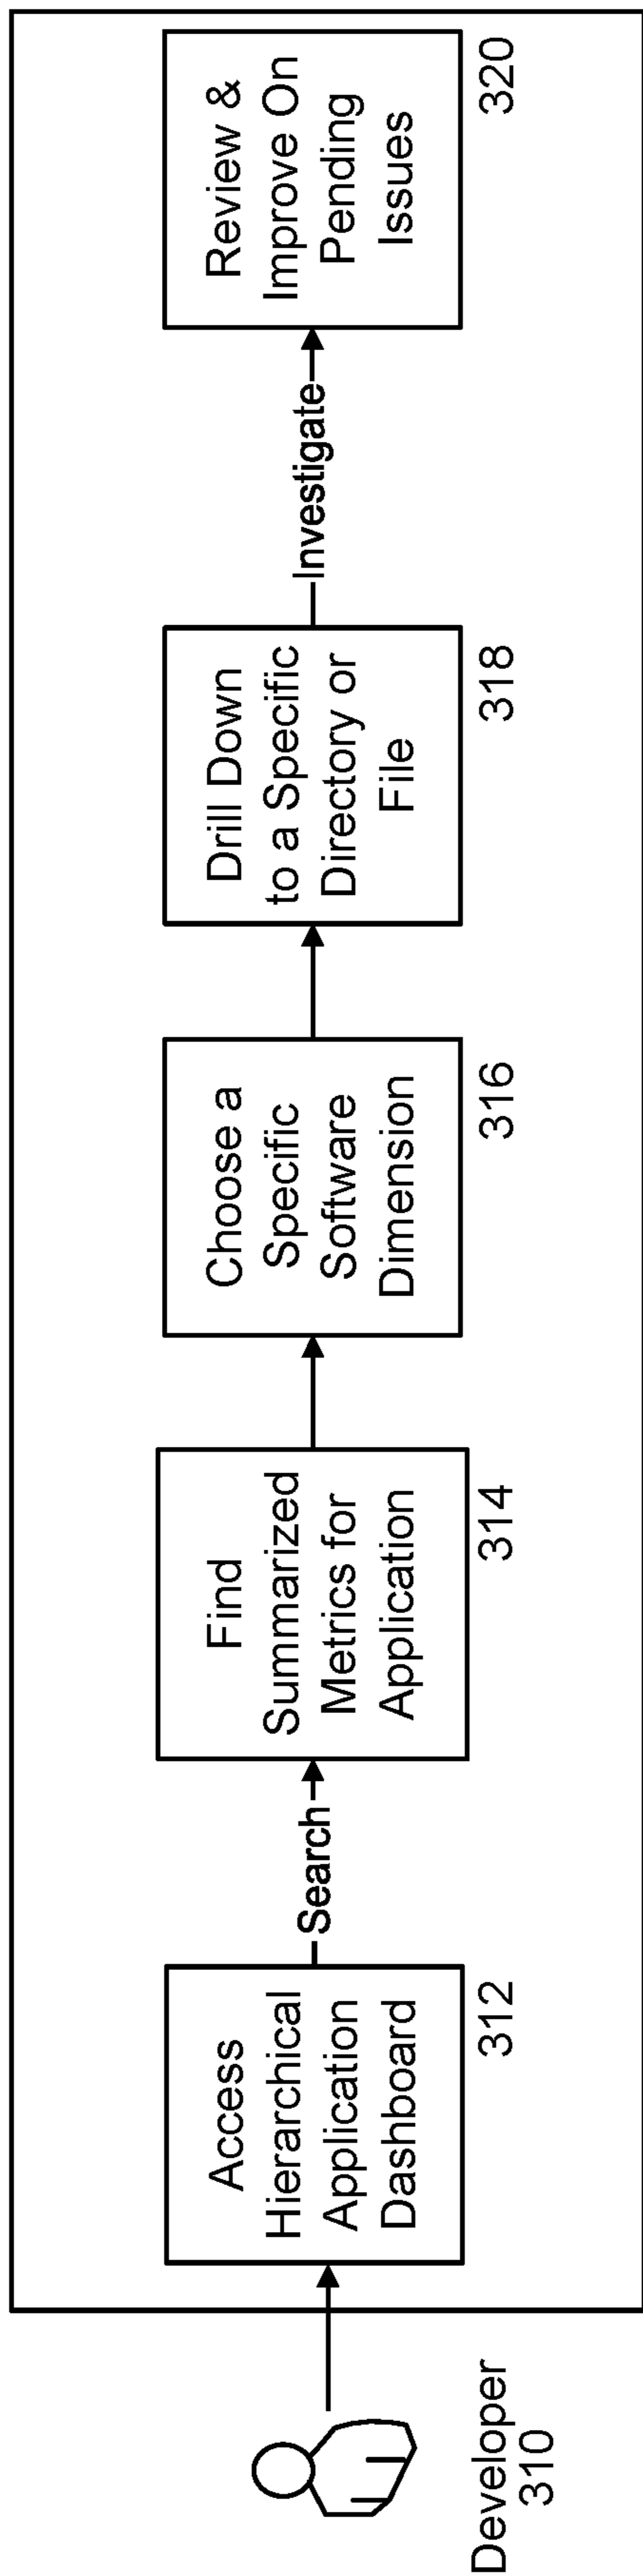 Developer
310
Access
Hierarchical
Application
Dashboard
312
Search
Find
Summarized
Metrics for
Application
314
Choose a
Specific
Software
Dimension
316
Drill Down
to a Specific
Directory or
File
318
Investigate
Review &
Improve On
Pending
Issues
320